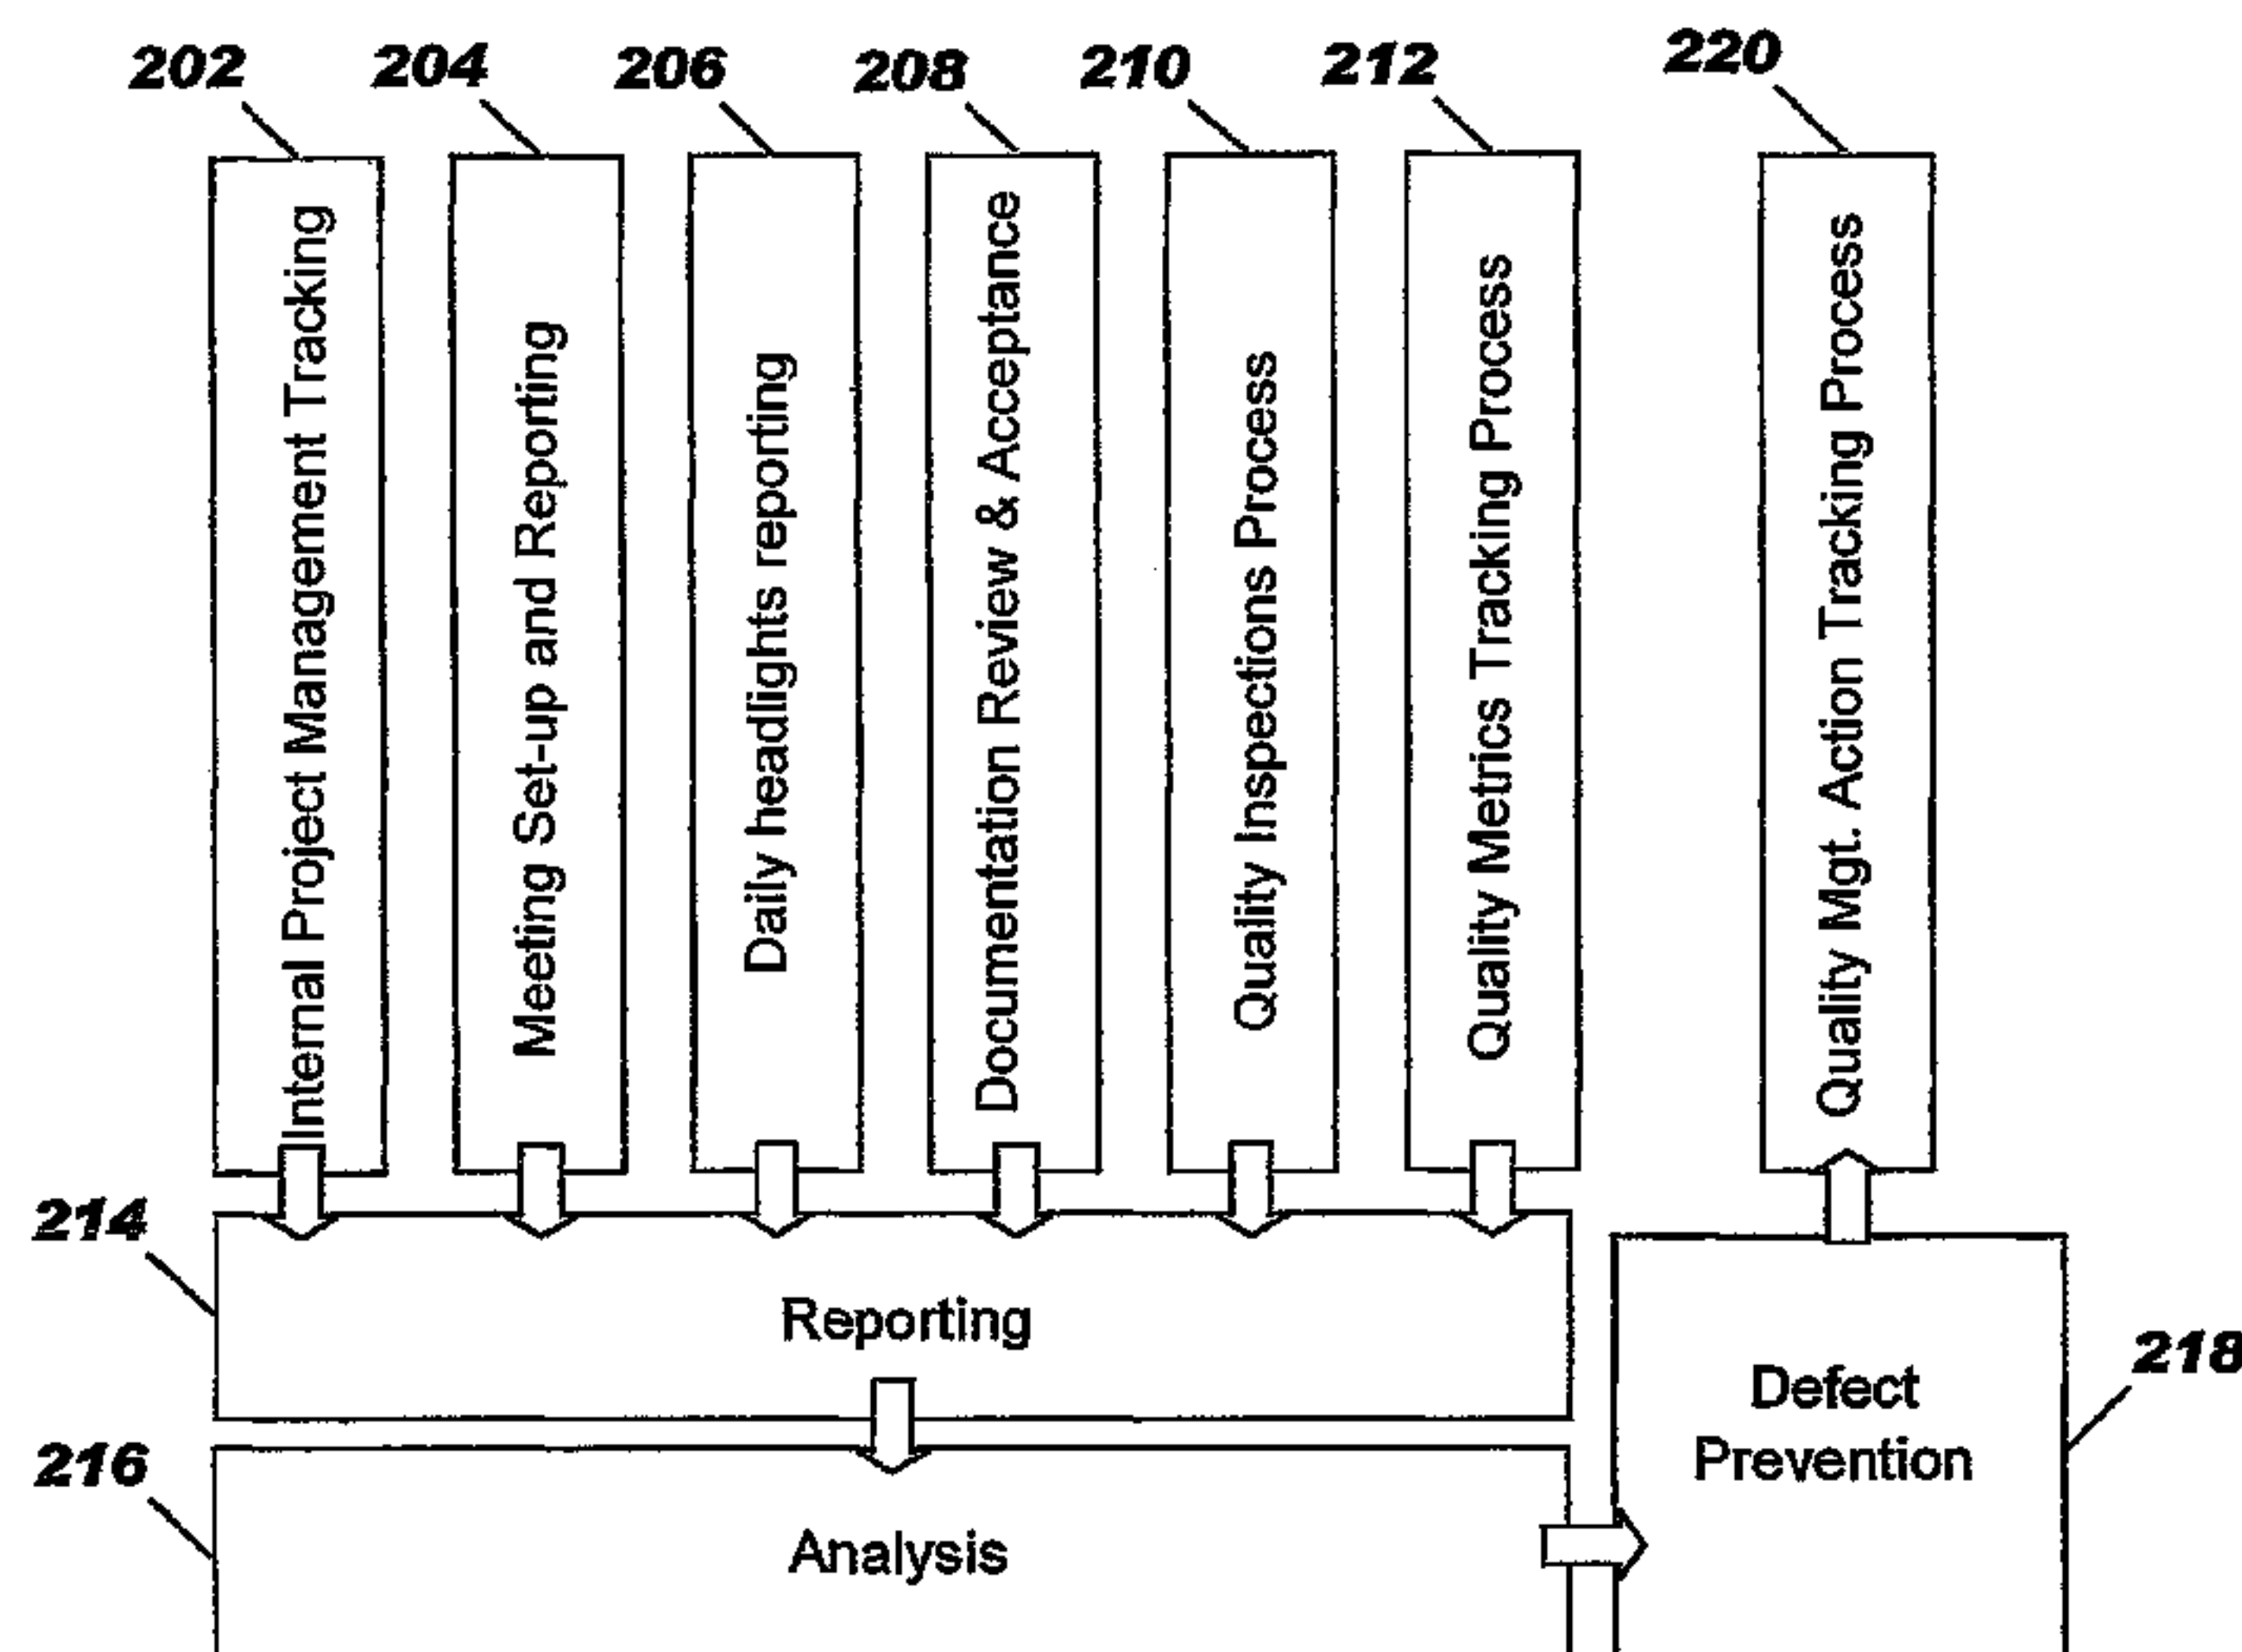 202
204
206
208
210
212
220
Internal Project Management Tracking
Meeting Set-up and Reporting
Daily headlights reporting
Documentation Review & Acceptance
Quality Inspections Process
Quality Metrics Tracking Process
Quality Mgt. Action Tracking Process
214
Reporting
Defect
Prevention
218
216
Analysis